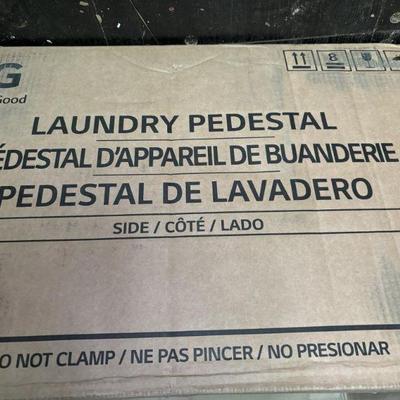 G
Good
8
LAUNDRY PEDESTAL
ÉDESTAL D'APPAREIL DE BUANDERIE
PEDESTAL DE LAVADERO
SIDE / CÔTÉ / LADO
O NOT CLAMP / NE PAS PINCER / NO PRESIONAR